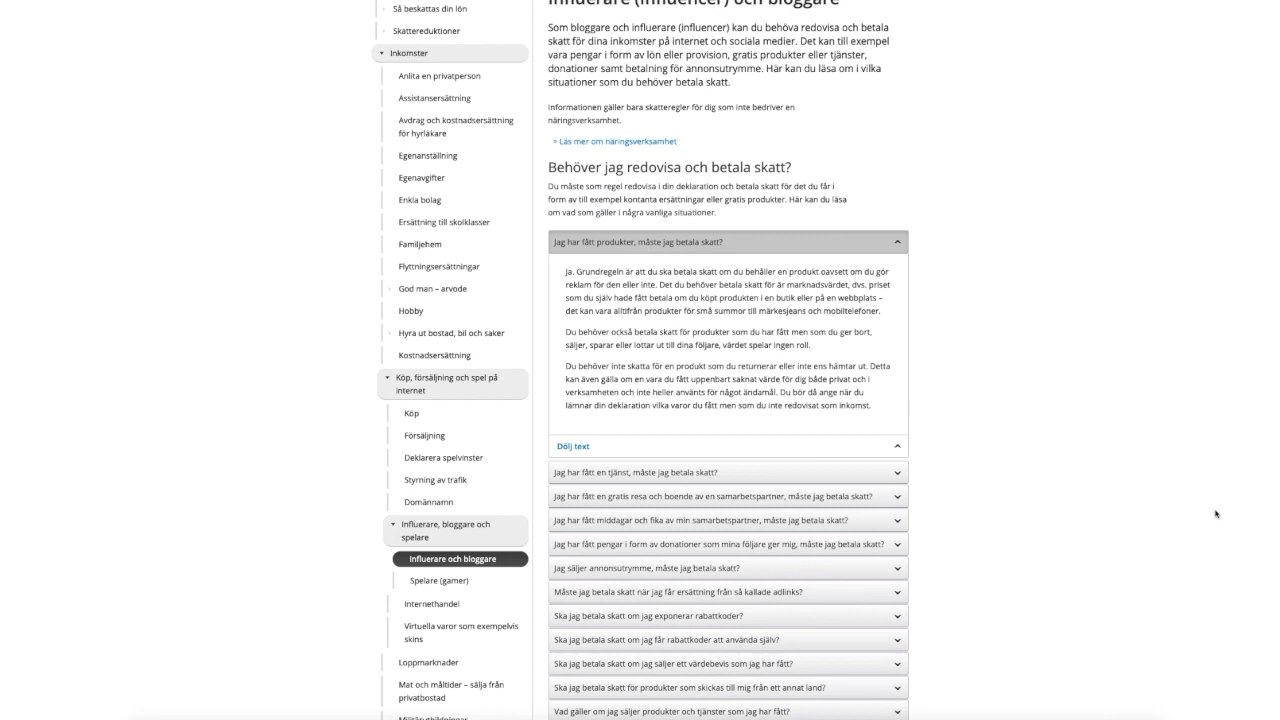 Så beskattas din lön
Skattereduktioner
Inkomster
Anlita en privatperson
Assistansersättning
Avdrag och kostnadsersättning
för hyrläkare
Egenanställning
Egenavgifter
Enkla bolag
Ersättning till skolklasser
Familjehem
Flyttningsersättningar
God man – arvode
Hobby
Hyra ut bostad, bil och saker
Kostnadsersättning
Köp, försäljning och spel på
internet
Köp
Försäljning
Deklarera spelvinster
Styrning av trafik
Domännamn
Influerare, bloggare och
spelare
Influerare och bloggare
Spelare (gamer)
Internethandel
Virtuella varor som exempelvis
skins
Loppmarknader
Mat och måltider – sälja från
privatbostad
Militärutbildningar
Influerare (influencer) och bloggare
Som bloggare och influerare (influencer) kan du behöva redovisa och betala
skatt för dina inkomster på internet och sociala medier. Det kan till exempel
vara pengar i form av lön eller provision, gratis produkter eller tjänster,
donationer samt betalning för annonsutrymme. Här kan du läsa om i vilka
situationer som du behöver betala skatt.
Informationen gäller bara skatteregler för dig som inte bedriver en
näringsverksamhet.
» Läs mer om näringsverksamhet
Behöver jag redovisa och betala skatt?
Du måste som regel redovisa i din deklaration och betala skatt för det du får i
form av till exempel kontanta ersättningar eller gratis produkter. Här kan du läsa
om vad som gäller i några vanliga situationer.
Jag har fått produkter, måste jag betala skatt?
Ja. Grundregeln är att du ska betala skatt om du behåller en produkt oavsett om du gör
reklam för den eller inte. Det du behöver betala skatt för är marknadsvärdet, dvs. priset
som du själv hade fått betala om du köpt produkten i en butik eller på en webbplats –
det kan vara alltifrån produkter för små summor till märkesjeans och mobiltelefoner.
Du behöver också betala skatt för produkter som du har fått men som du ger bort,
säljer, sparar eller lottar ut till dina följare, värdet spelar ingen roll.
Du behöver inte skatta för en produkt som du returnerar eller inte ens hämtar ut. Detta
kan även gälla om en vara du fått uppenbart saknat värde för dig både privat och i
verksamheten och inte heller använts för något ändamål. Du bör då ange när du
lämnar din deklaration vilka varor du fått men som du inte redovisat som inkomst.
Dölj text
Jag har fått en tjänst, måste jag betala skatt?
Jag har fått en gratis resa och boende av en samarbetspartner, måste jag betala skatt?
Jag har fått middagar och fika av min samarbetspartner, måste jag betala skatt?
Jag har fått pengar i form av donationer som mina följare ger mig, måste jag betala skatt?
Jag säljer annonsutrymme, måste jag betala skatt?
Måste jag betala skatt när jag får ersättning från så kallade adlinks?
Ska jag betala skatt om jag exponerar rabattkoder?
Ska jag betala skatt om jag får rabattkoder att använda själv?
Ska jag betala skatt om jag säljer ett värdebevis som jag har fått?
Ska jag betala skatt för produkter som skickas till mig från ett annat land?
Vad gäller om jag säljer produkter och tjänster som jag har fått?